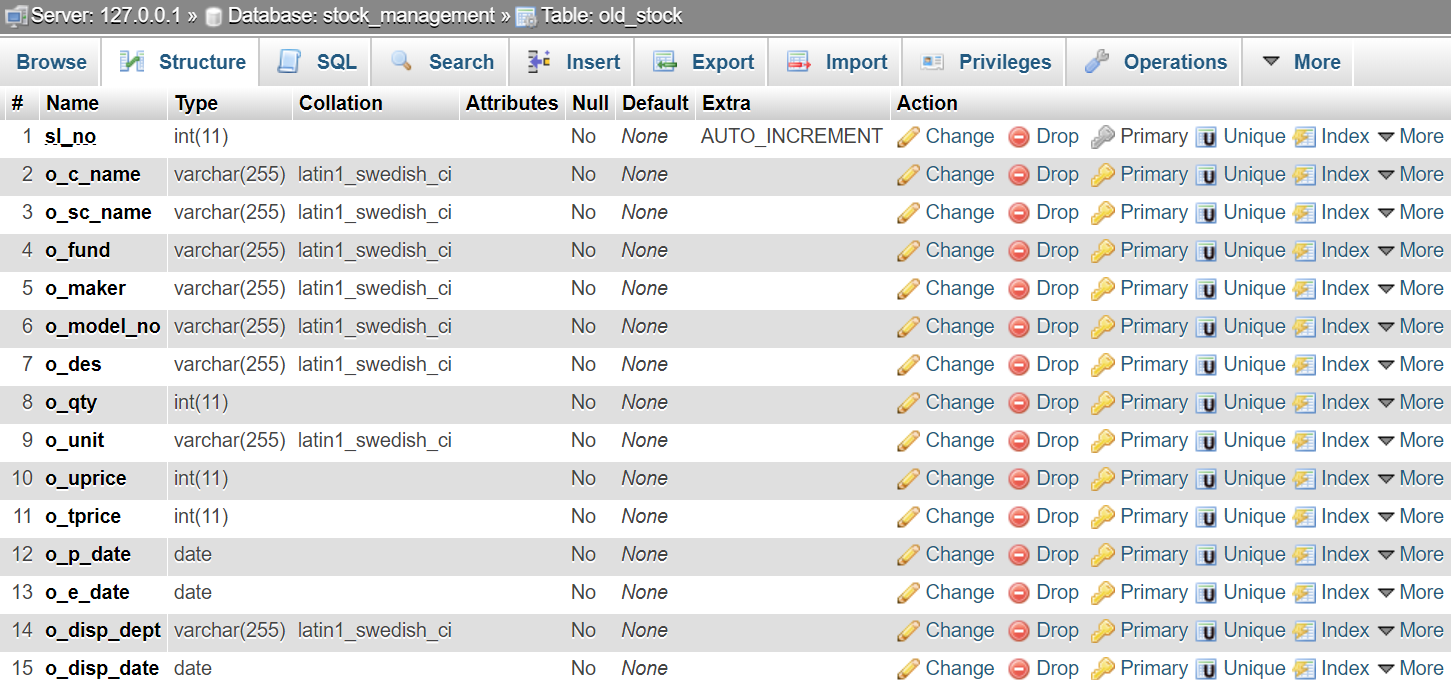 Server: 127.0.0.1 » Database: stock_management » Table: old_stock
Browse Structure SQL Search Insert Export Import Privileges Operations More
# Name Type Collation Attributes Null Default Extra Action
1 sl_no int(11) No None AUTO_INCREMENT Change Drop Primary Unique Index More
2 o_c_name varchar(255) latin1_swedish_ci No None Change Drop Primary Unique Index More
3 o_sc_name varchar(255) latin1_swedish_ci No None Change Drop Primary Unique Index More
4 o_fund varchar(255) latin1_swedish_ci No None Change Drop Primary Unique Index More
5 o_maker varchar(255) latin1_swedish_ci No None Change Drop Primary Unique Index More
6 o_model_no varchar(255) latin1_swedish_ci No None Change Drop Primary Unique Index More
7 o_des varchar(255) latin1_swedish_ci No None Change Drop Primary Unique Index More
8 o_qty int(11) No None Change Drop Primary Unique Index More
9 o_unit varchar(255) latin1_swedish_ci No None Change Drop Primary Unique Index More
10 o_uprice int(11) No None Change Drop Primary Unique Index More
11 o_tprice int(11) No None Change Drop Primary Unique Index More
12 o_p_date date No None Change Drop Primary Unique Index More
13 o_e_date date No None Change Drop Primary Unique Index More
14 o_disp_dept varchar(255) latin1_swedish_ci No None Change Drop Primary Unique Index More
15 o_disp_date date No None Change Drop Primary Unique Index More